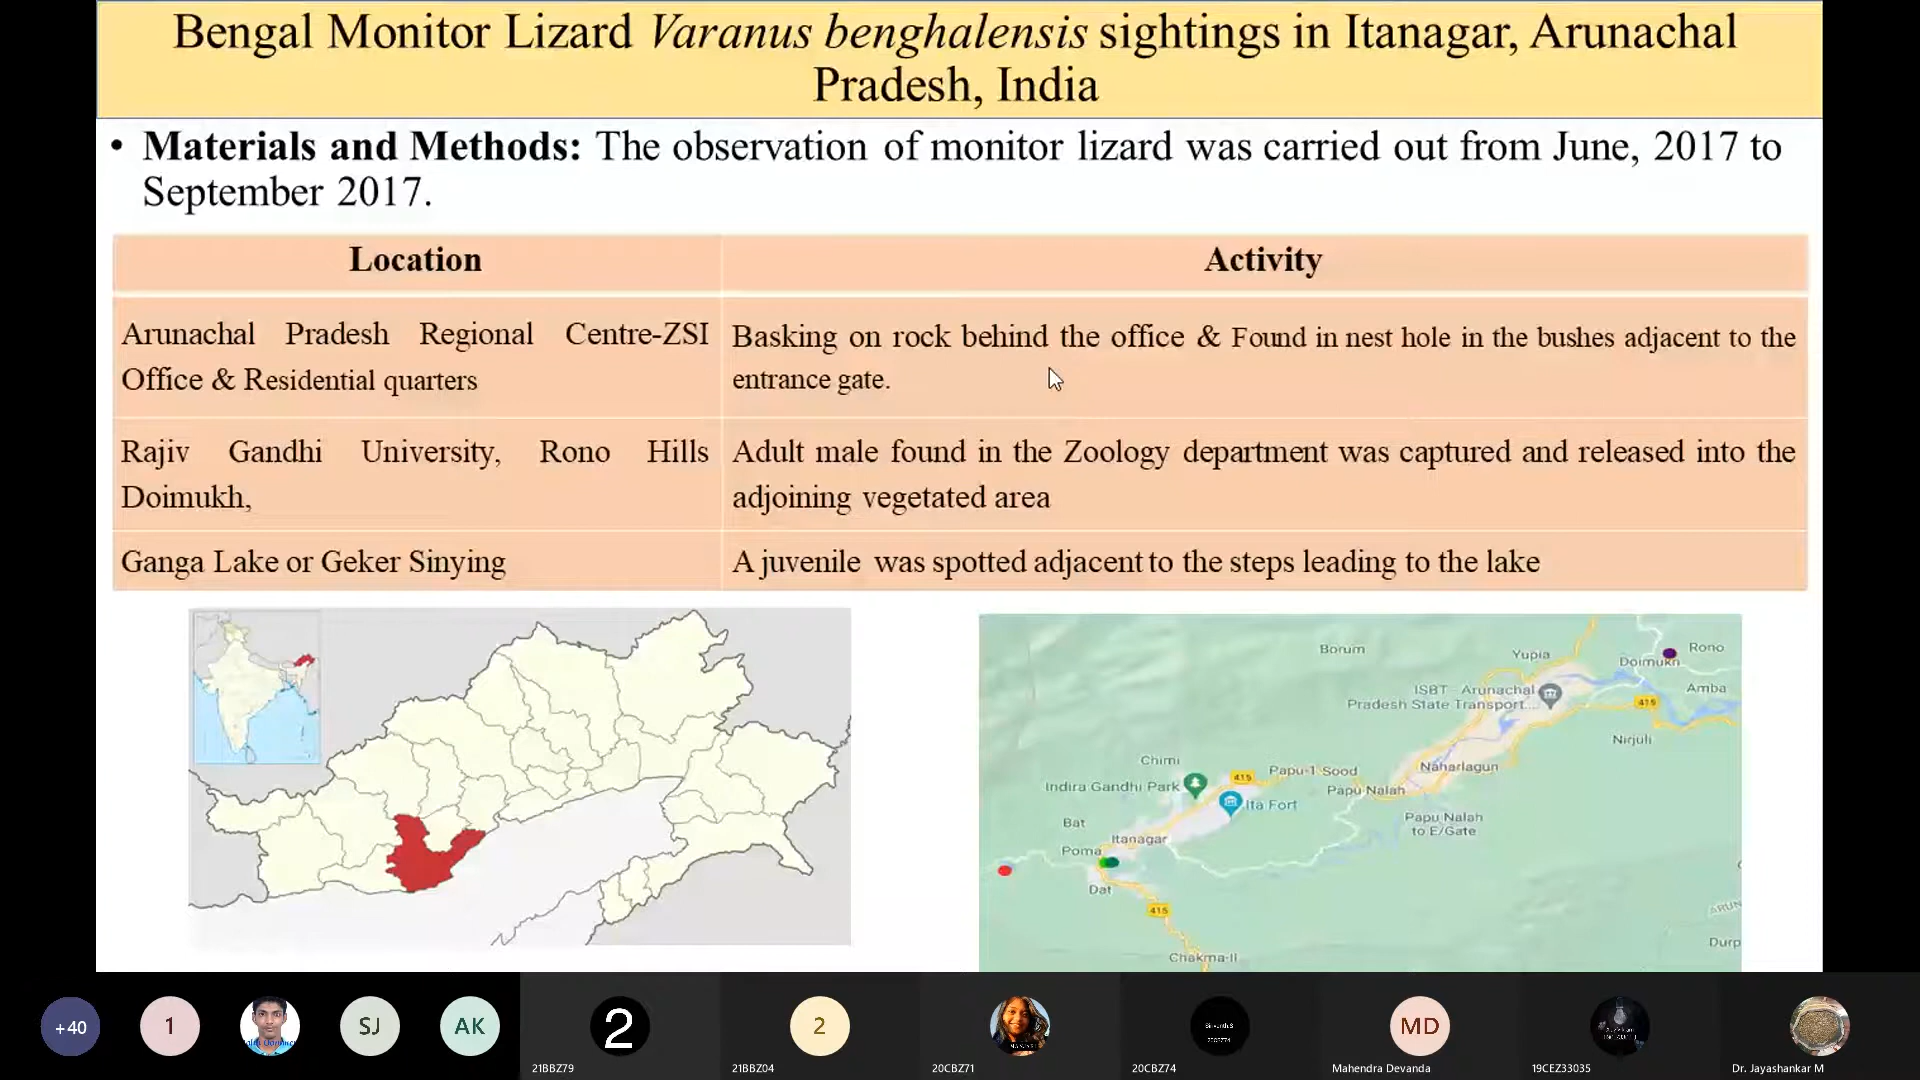 Bengal Monitor Lizard Varanus benghalensis sightings in Itanagar, Arunachal
Pradesh, India
• Materials and Methods: The observation of monitor lizard was carried out from June, 2017 to
September 2017.
Location
Activity
Arunachal Pradesh Regional Centre-ZSI
Office & Residential quarters
Basking on rock behind the office & Found in nest hole in the bushes adjacent to the
entrance gate.
Rajiv Gandhi University, Rono Hills
Doimukh,
Adult male found in the Zoology department was captured and released into the
adjoining vegetated area
Ganga Lake or Geker Sinying
A juvenile was spotted adjacent to the steps leading to the lake
Borum
Yupia
Rono
Doimukh
ISBT - Arunachal
Pradesh State Transport...
Amba
415
Nirjuli
Chimi
Papu-1-Sood
415
Naharlagun
Indira Gandhi Park
Papu Nalah
Ita Fort
Bat
Papu Nalah
to E/Gate
Itanagar
Poma
Dat
415
ARUN
Durp
Chakma-II
+40
1
SJ
AK
2
2
MD
21BBZ79
21BBZ04
20CBZ71
20CBZ74
Mahendra Devanda
19CEZ33035
Dr. Jayashankar M